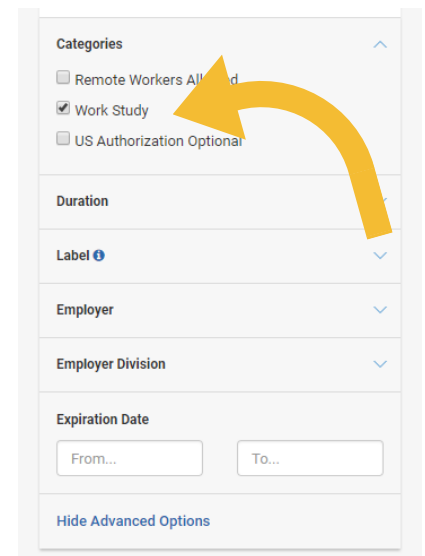 Categories
Remote Workers Allowed
Work Study
US Authorization Optional
Duration
Label
Employer
Employer Division
Expiration Date
From... To...
Hide Advanced Options